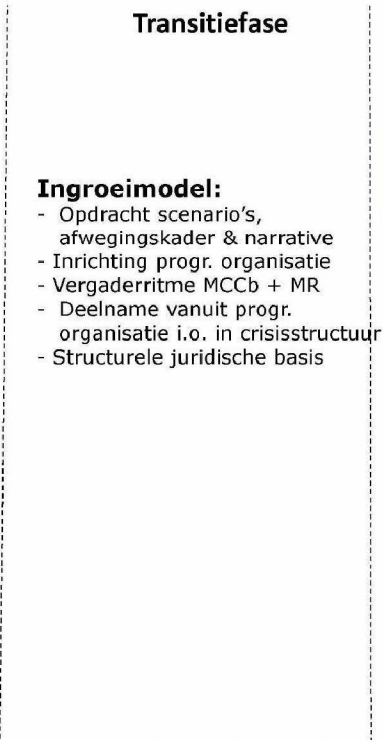 Transitiefase
Ingroeimodel:
- Opdracht scenario's,
afwegingskader & narrative
- Inrichting progr. organisatie
- Vergaderritme MCCb + MR
- Deelname vanuit progr.
organisatie i.o. in crisisstructuur
- Structurele juridische basis